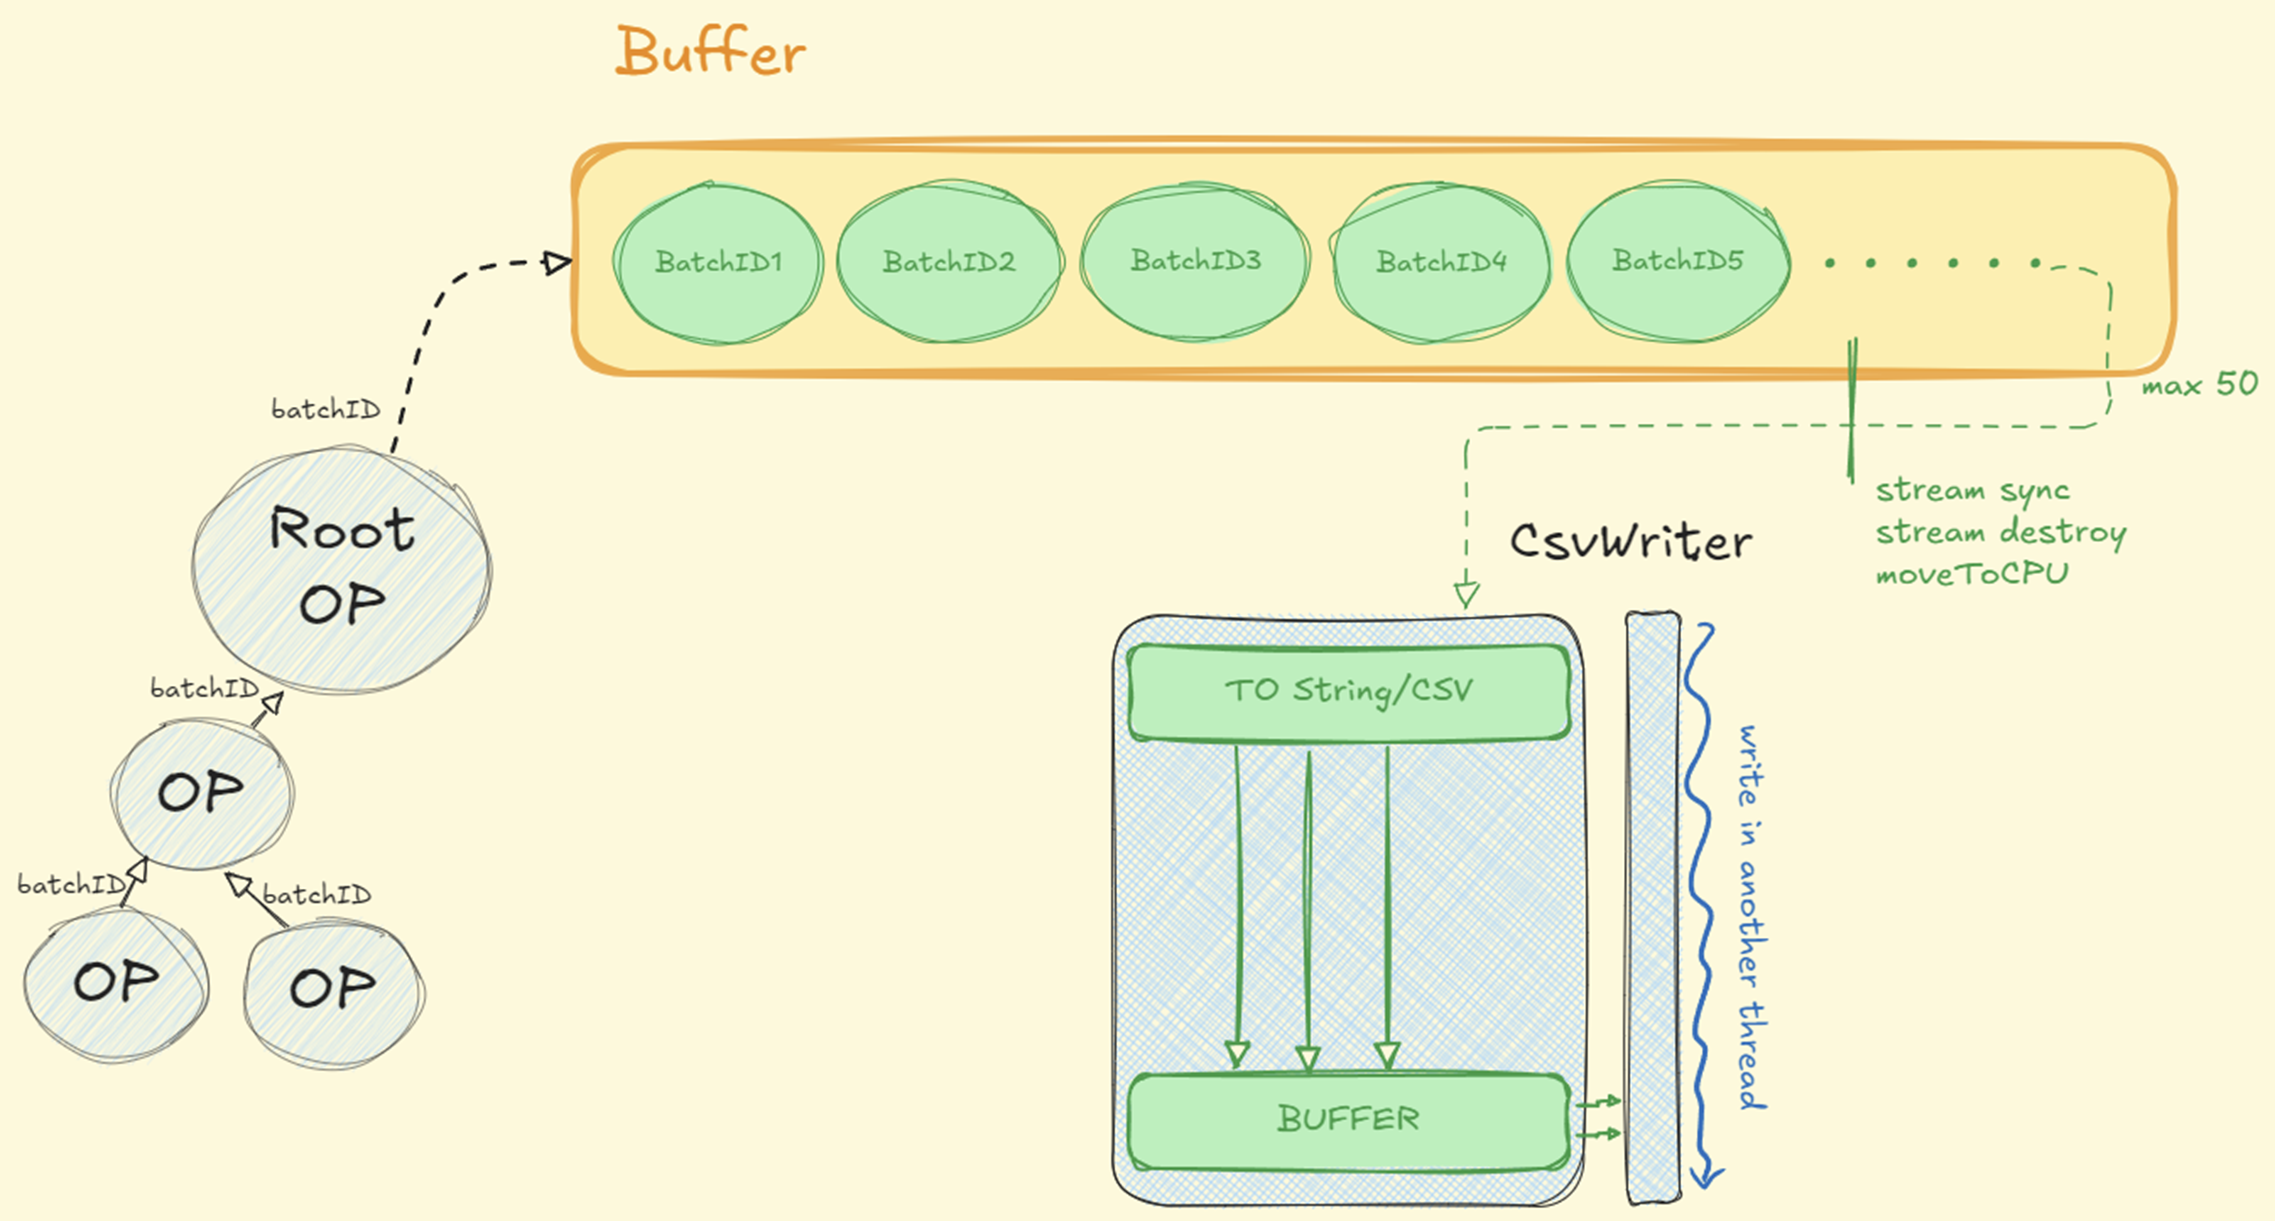 Buffer
BatchID1
BatchID2
BatchID3
BatchID4
BatchID5
max 50
batchID
Root
OP
stream sync
stream destroy
moveToCPU
CsvWriter
batchID
TO String/CSV
OP
write in another thread
batchID
batchID
OP
OP
BUFFER